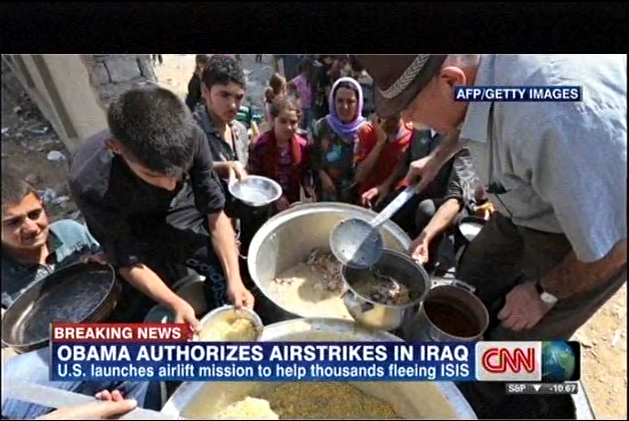 AFP/GETTY IMAGES
BREAKING NEWS
OBAMA AUTHORIZES AIRSTRIKES IN IRAQ
U.S. launches airlift mission to help thousands fleeing ISIS
CNN
S&P ▼ -10.67